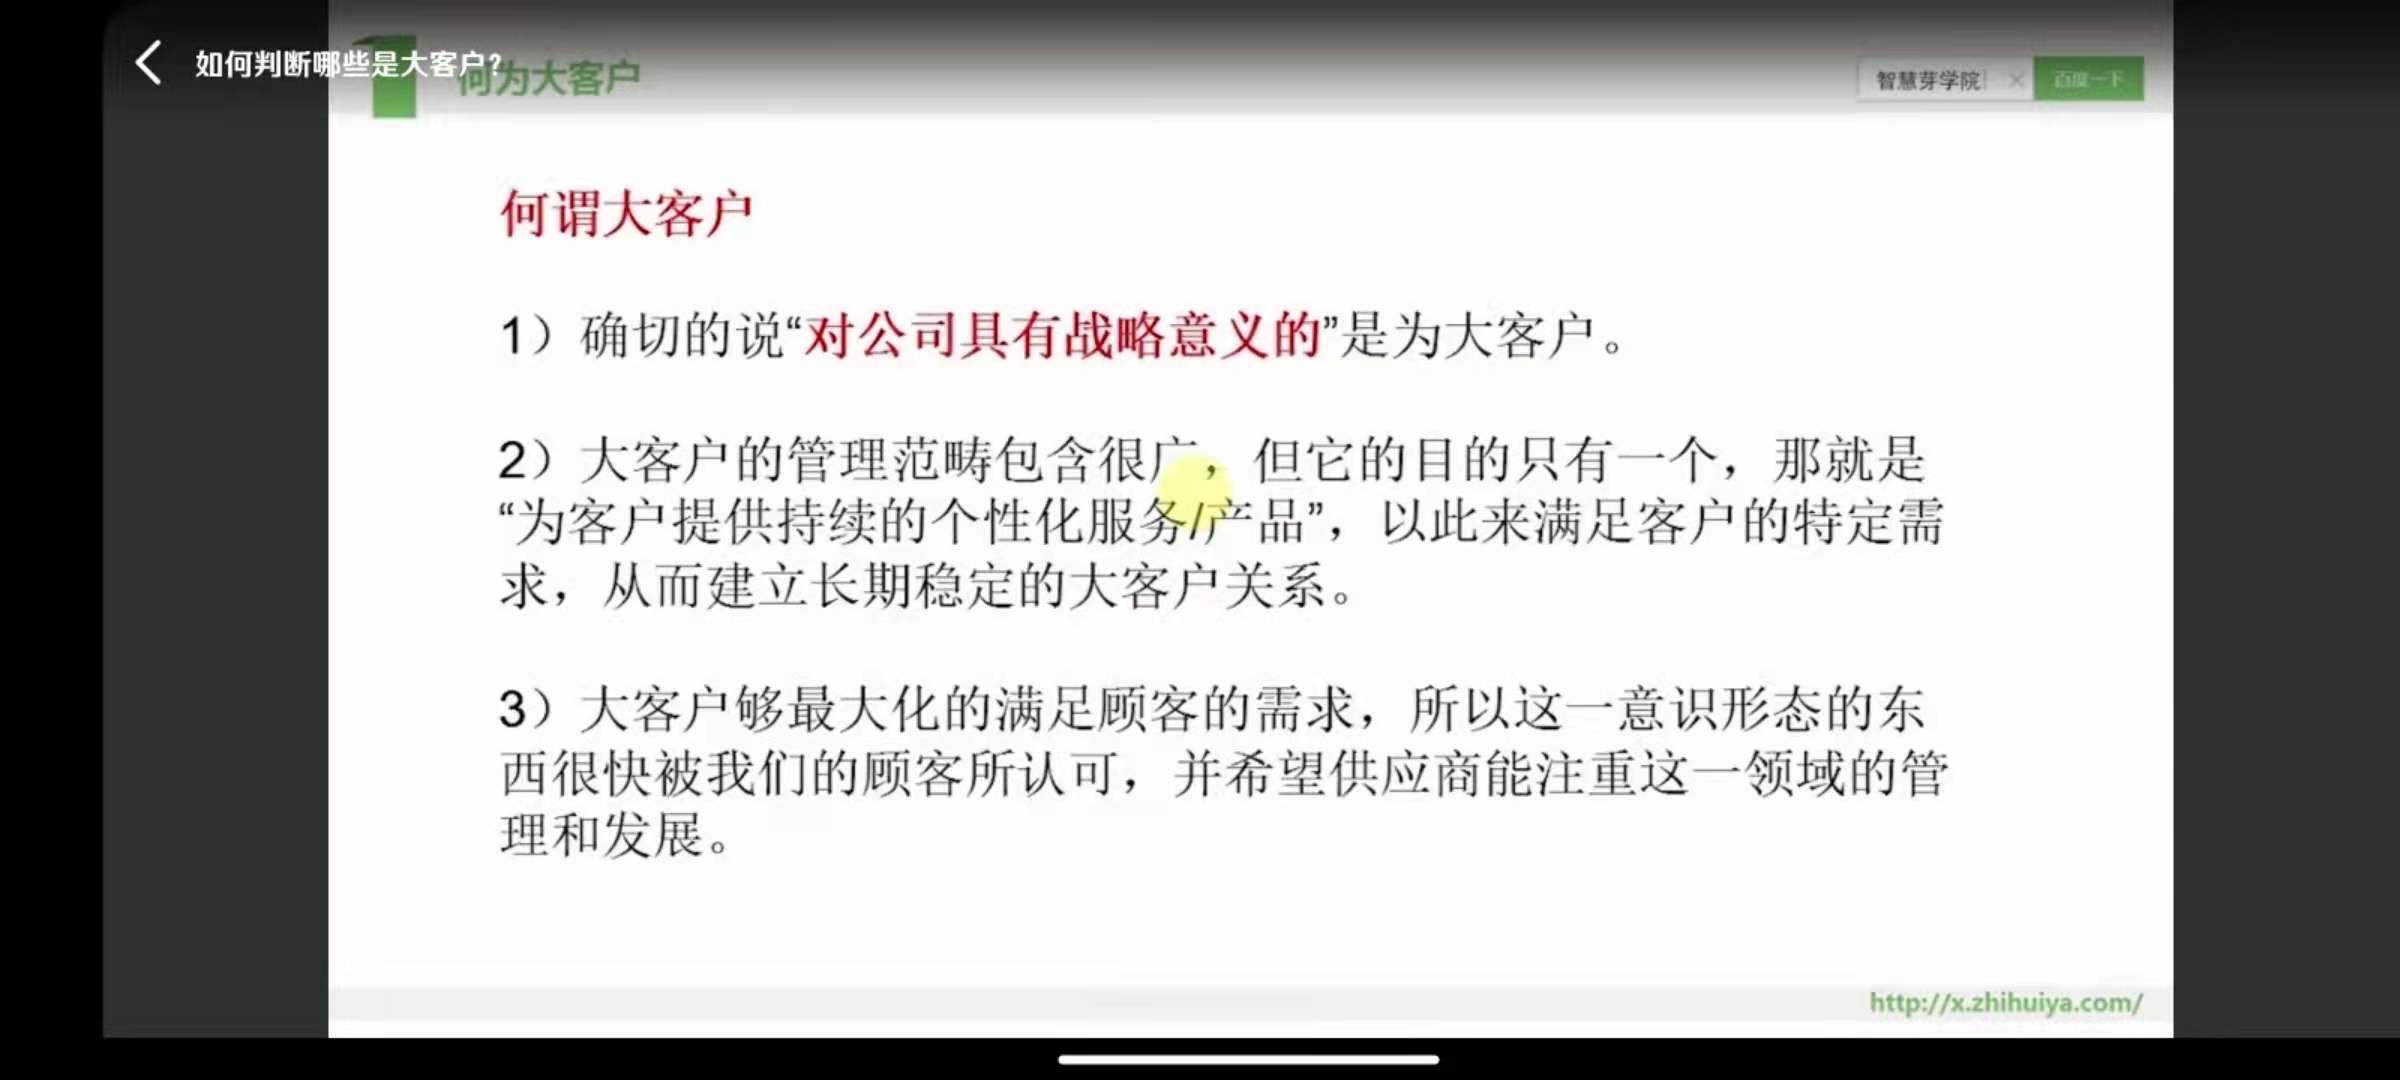 如何判断哪些是大客户?
1
何为大客户
智慧芽学院
百度一下
何谓大客户
1）确切的说“对公司具有战略意义的”是为大客户。
2）大客户的管理范畴包含很广，但它的目的只有一个，那就是
“为客户提供持续的个性化服务/产品”，以此来满足客户的特定需
求，从而建立长期稳定的大客户关系。
3）大客户够最大化的满足顾客的需求，所以这一意识形态的东
西很快被我们的顾客所认可，并希望供应商能注重这一领域的管
理和发展。
http://x.zhihuiya.com/